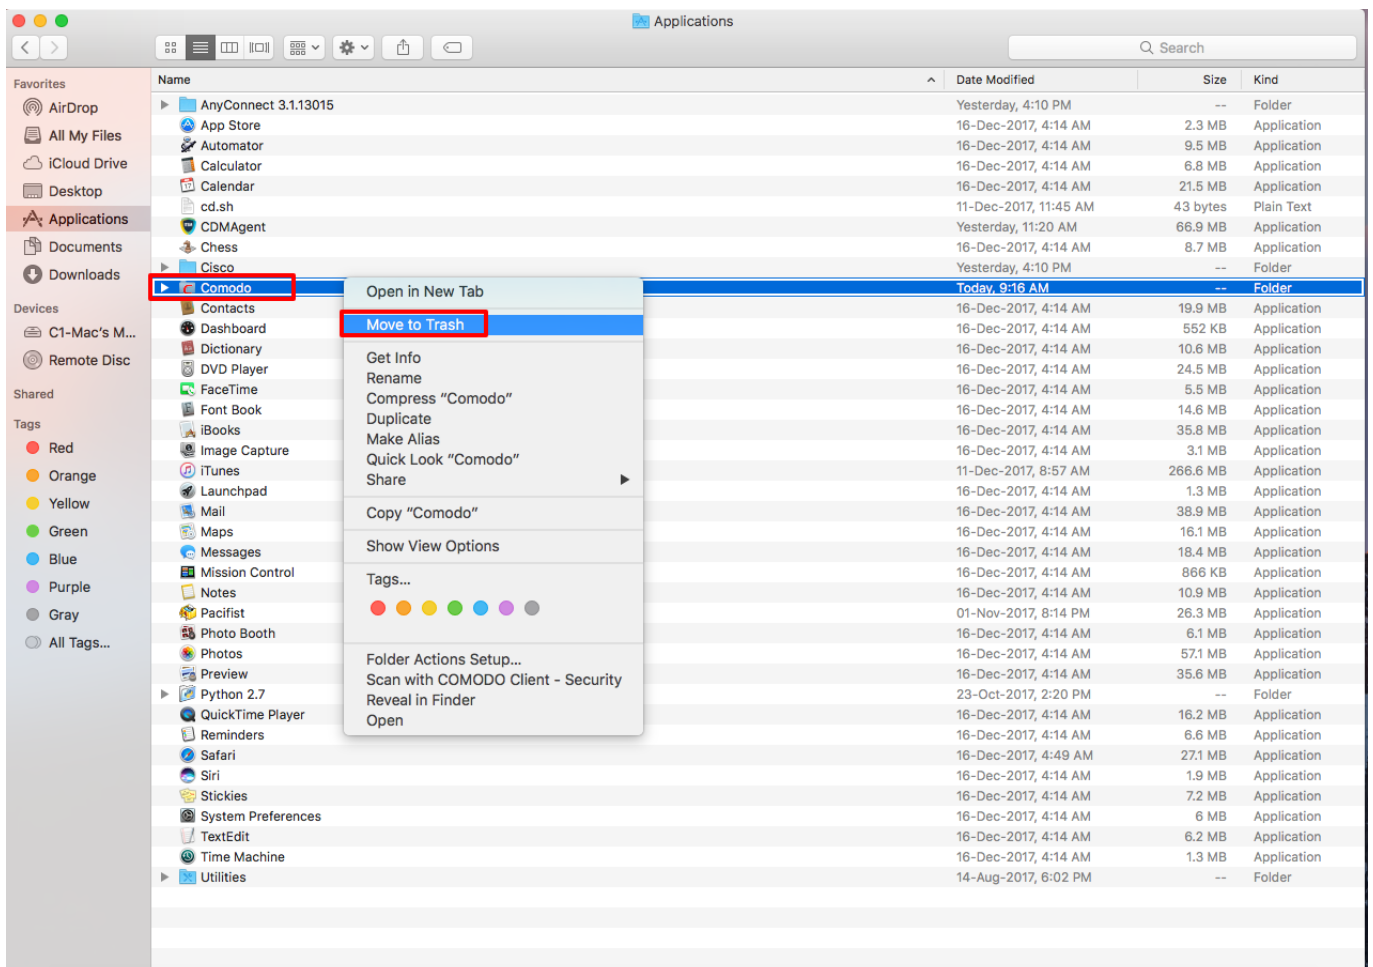 Applications
Search
Favorites
AirDrop
All My Files
iCloud Drive
Desktop
Applications
Documents
Downloads
Devices
C1-Mac's M...
Remote Disc
Shared
Tags
Red
Orange
Yellow
Green
Blue
Purple
Gray
All Tags...
Name Date Modified Size Kind
AnyConnect 3.1.13015 Yesterday, 4:10 PM -- Folder
App Store 16-Dec-2017, 4:14 AM 2.3 MB Application
Automator 16-Dec-2017, 4:14 AM 9.5 MB Application
Calculator 16-Dec-2017, 4:14 AM 6.8 MB Application
Calendar 16-Dec-2017, 4:14 AM 21.5 MB Application
cd.sh 11-Dec-2017, 11:45 AM 43 bytes Plain Text
CDMAgent Yesterday, 11:20 AM 66.9 MB Application
Chess 16-Dec-2017, 4:14 AM 8.7 MB Application
Cisco Yesterday, 4:10 PM -- Folder
Comodo Today, 9:16 AM -- Folder
Contacts 16-Dec-2017, 4:14 AM 19.9 MB Application
Dashboard 16-Dec-2017, 4:14 AM 552 KB Application
Dictionary 16-Dec-2017, 4:14 AM 10.6 MB Application
DVD Player 16-Dec-2017, 4:14 AM 24.5 MB Application
FaceTime 16-Dec-2017, 4:14 AM 5.5 MB Application
Font Book 16-Dec-2017, 4:14 AM 14.6 MB Application
iBooks 16-Dec-2017, 4:14 AM 35.8 MB Application
Image Capture 16-Dec-2017, 4:14 AM 3.1 MB Application
iTunes 11-Dec-2017, 8:57 AM 266.6 MB Application
Launchpad 16-Dec-2017, 4:14 AM 1.3 MB Application
Mail 16-Dec-2017, 4:14 AM 38.9 MB Application
Maps 16-Dec-2017, 4:14 AM 16.1 MB Application
Messages 16-Dec-2017, 4:14 AM 18.4 MB Application
Mission Control 16-Dec-2017, 4:14 AM 866 KB Application
Notes 16-Dec-2017, 4:14 AM 10.9 MB Application
Pacifist 01-Nov-2017, 8:14 PM 26.3 MB Application
Photo Booth 16-Dec-2017, 4:14 AM 6.1 MB Application
Photos 16-Dec-2017, 4:14 AM 57.1 MB Application
Preview 16-Dec-2017, 4:14 AM 35.6 MB Application
Python 2.7 23-Oct-2017, 2:20 PM -- Folder
QuickTime Player 16-Dec-2017, 4:14 AM 16.2 MB Application
Reminders 16-Dec-2017, 4:14 AM 6.6 MB Application
Safari 16-Dec-2017, 4:49 AM 27.1 MB Application
Siri 16-Dec-2017, 4:14 AM 1.9 MB Application
Stickies 16-Dec-2017, 4:14 AM 7.2 MB Application
System Preferences 16-Dec-2017, 4:14 AM 6 MB Application
TextEdit 16-Dec-2017, 4:14 AM 6.2 MB Application
Time Machine 16-Dec-2017, 4:14 AM 1.3 MB Application
Utilities 14-Aug-2017, 6:02 PM -- Folder
Open in New Tab
Move to Trash
Get Info
Rename
Compress “Comodo”
Duplicate
Make Alias
Quick Look “Comodo”
Share
Copy “Comodo”
Show View Options
Tags...
Folder Actions Setup...
Scan with COMODO Client - Security
Reveal in Finder
Open